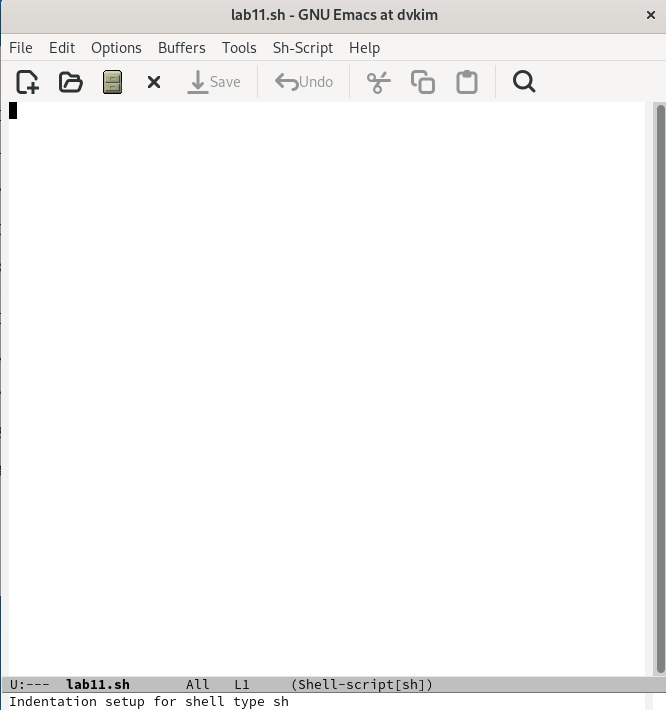 lab11.sh - GNU Emacs at dvkim
File Edit Options Buffers Tools Sh-Script Help
Save Undo
U:--- lab11.sh All L1 (Shell-script[sh])
Indentation setup for shell type sh